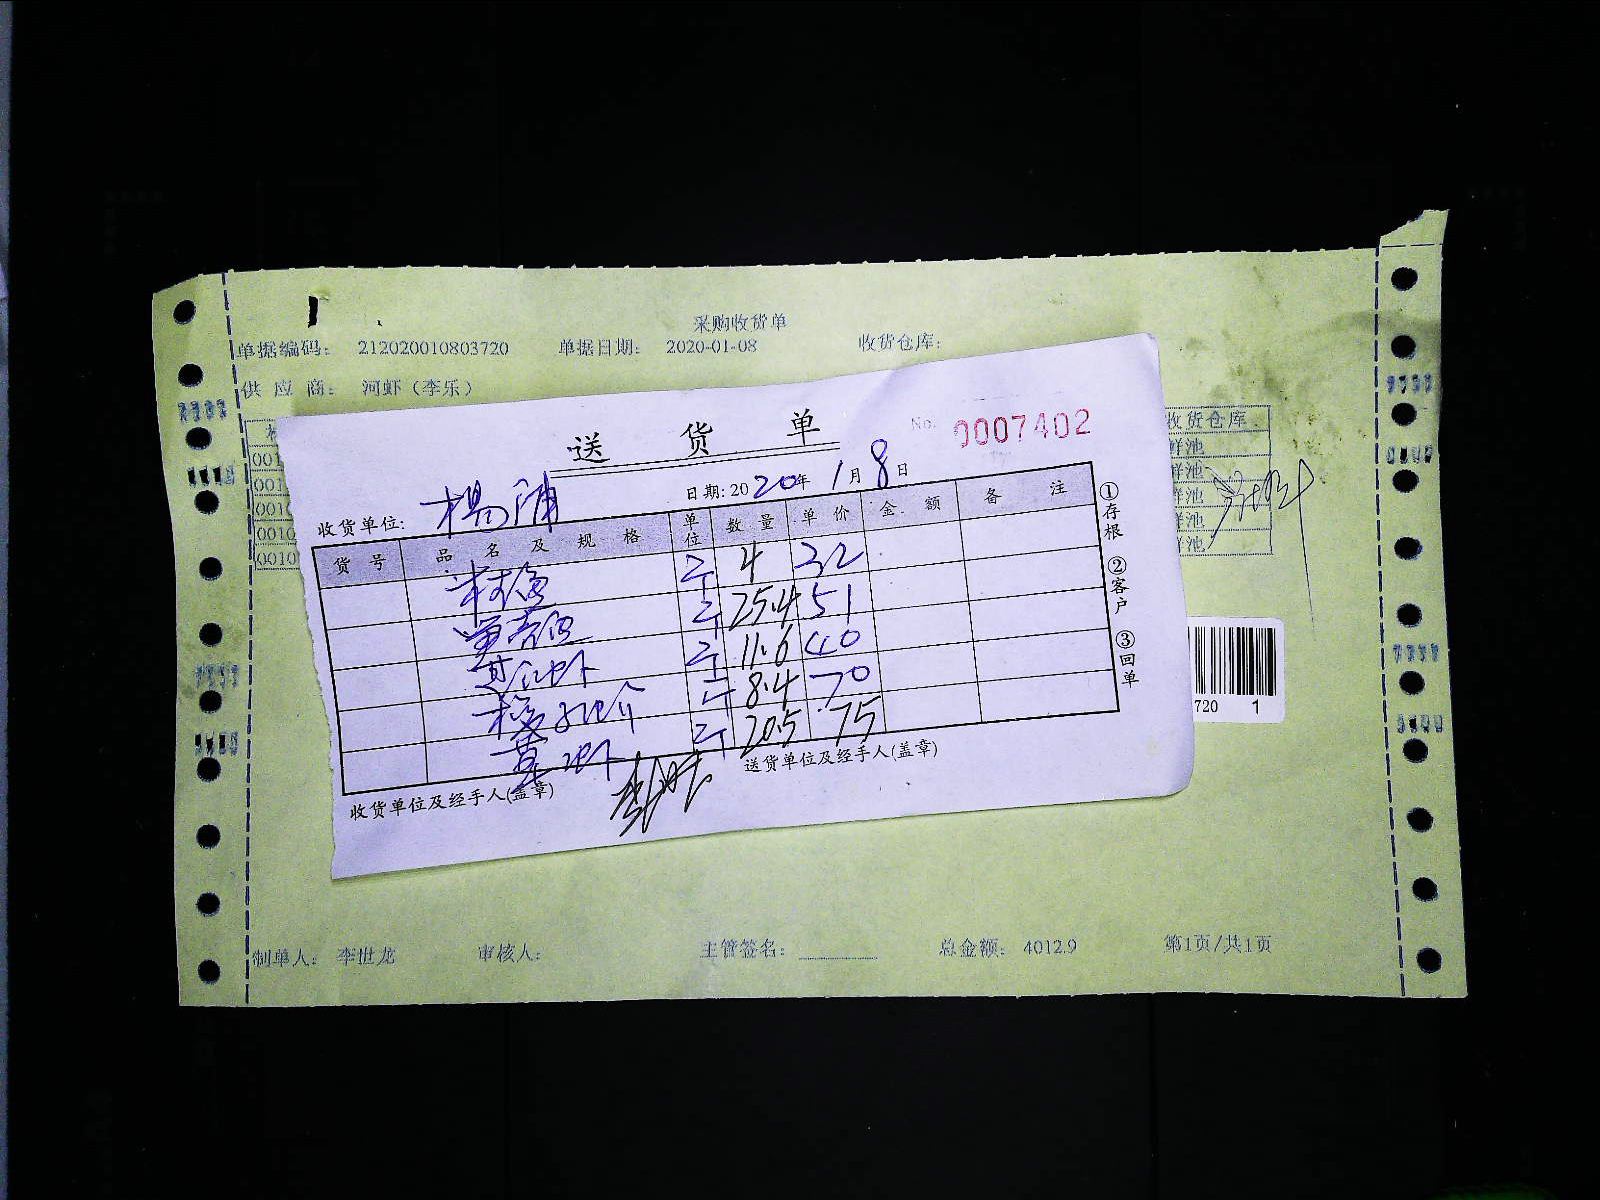 采购收货单
单据编码: 212020010803720 单据日期: 2020-01-08 收货仓库:
供应商: 河虾（李乐）
收货仓库
001 鲜池
001 鲜池
0010 鲜池
0010 鲜池
0010 鲜池
送货单
No. 0007402
收货单位: 杨浦 日期: 2020年1月8日
货号 品名及规格 单位 数量 单价 金额 备注
斤 4 32
斤 25.4 51
斤 11.6 40
斤 8.4 70
斤 20.5 75
收货单位及经手人(盖章) 送货单位及经手人(盖章)
①存根 ②客户 ③回单
720 1
制单人: 李世龙 审核人: 主管签名: 总金额: 4012.9 第1页/共1页